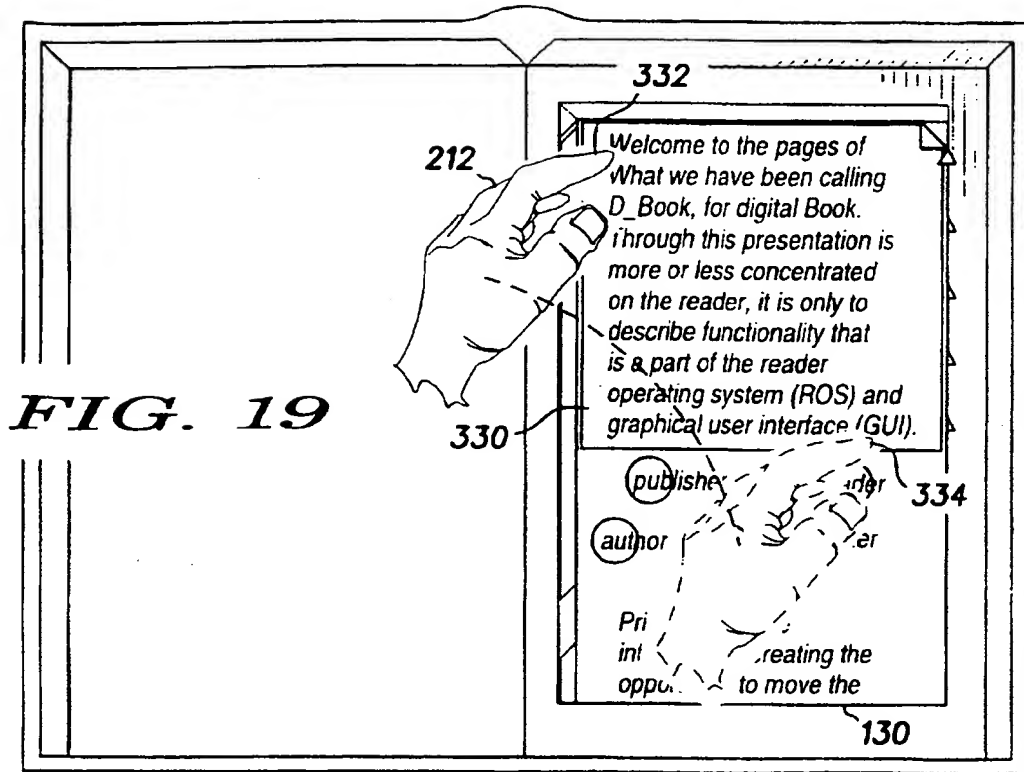 332
212
Welcome to the pages of
What we have been calling
D_Book, for digital Book.
Through this presentation is
more or less concentrated
on the reader, it is only to
describe functionality that
is a part of the reader
operating system (ROS) and
graphical user interface (GUI).
FIG. 19
330
334
publisher
author
Pri
reating the
to move the
130